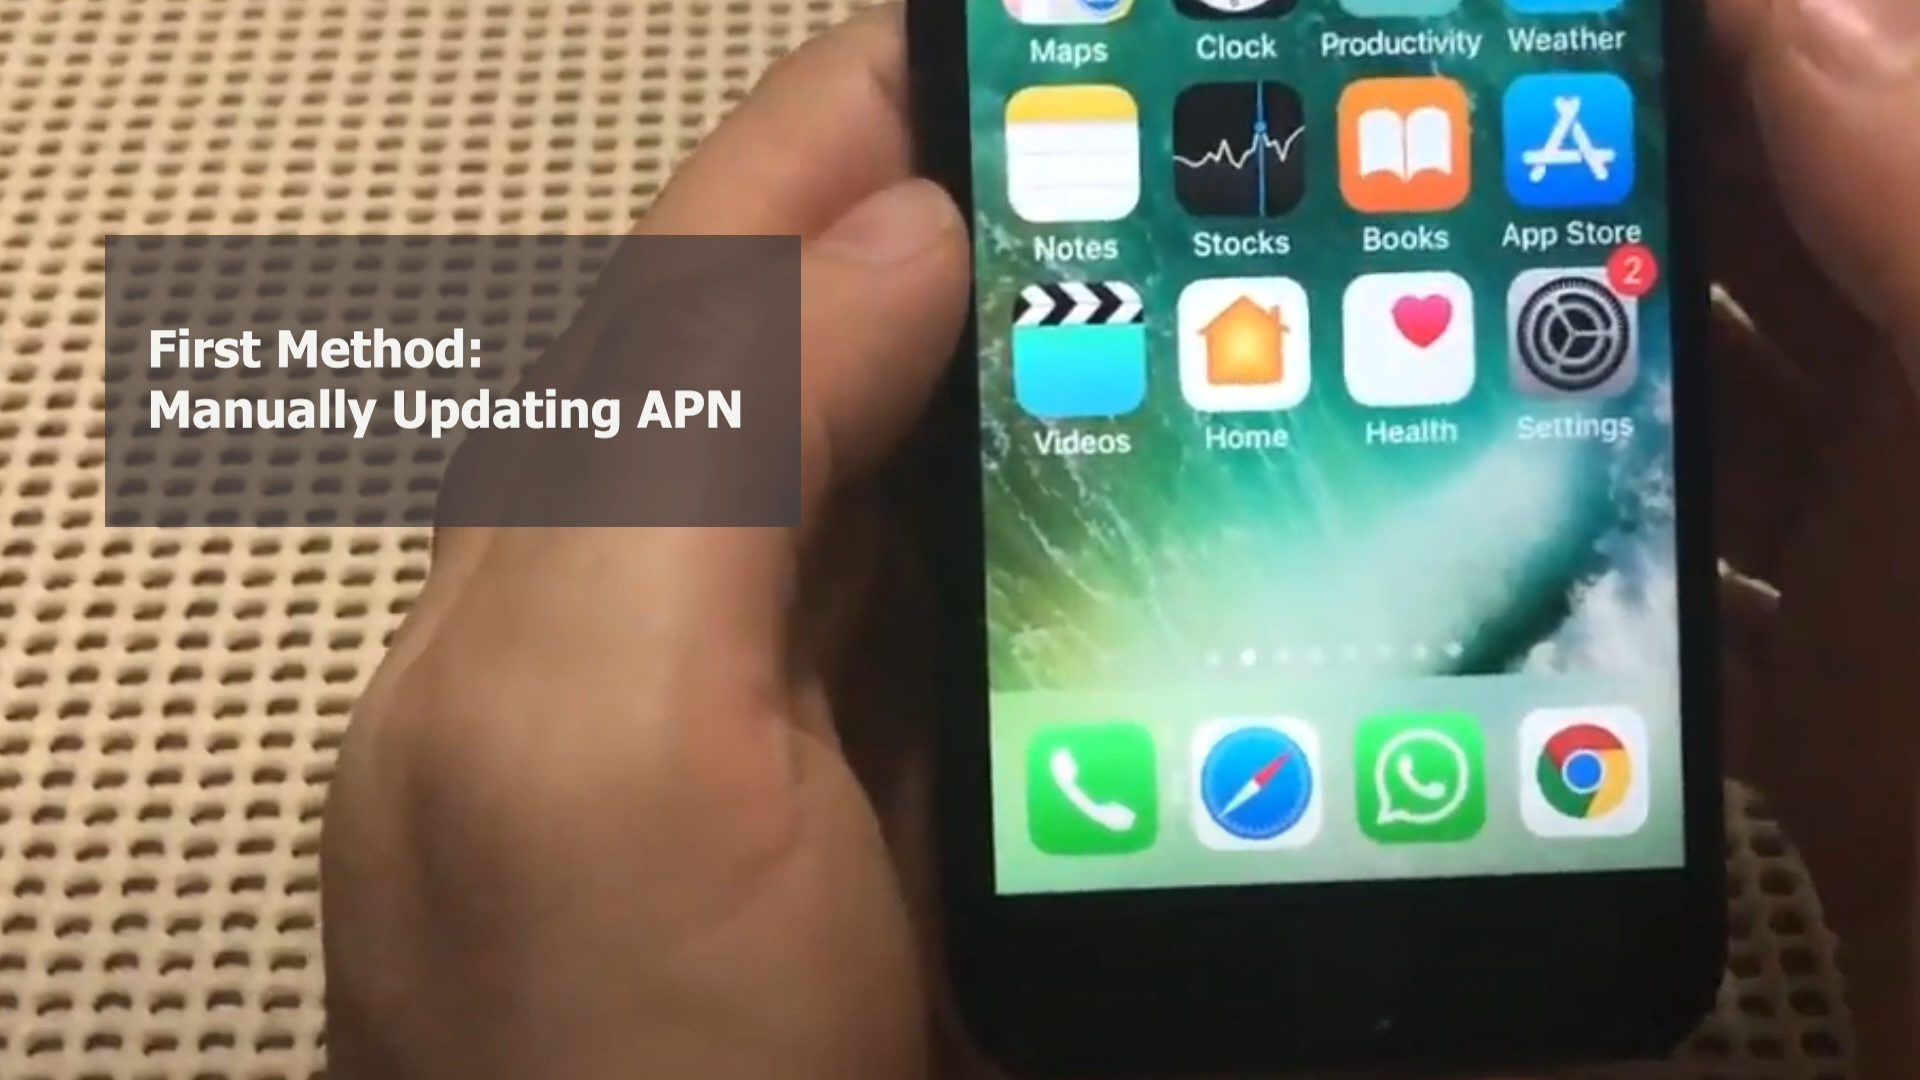 First Method:
Manually Updating APN
Maps Clock Productivity Weather
Notes Stocks Books App Store
2
Videos Home Health Settings